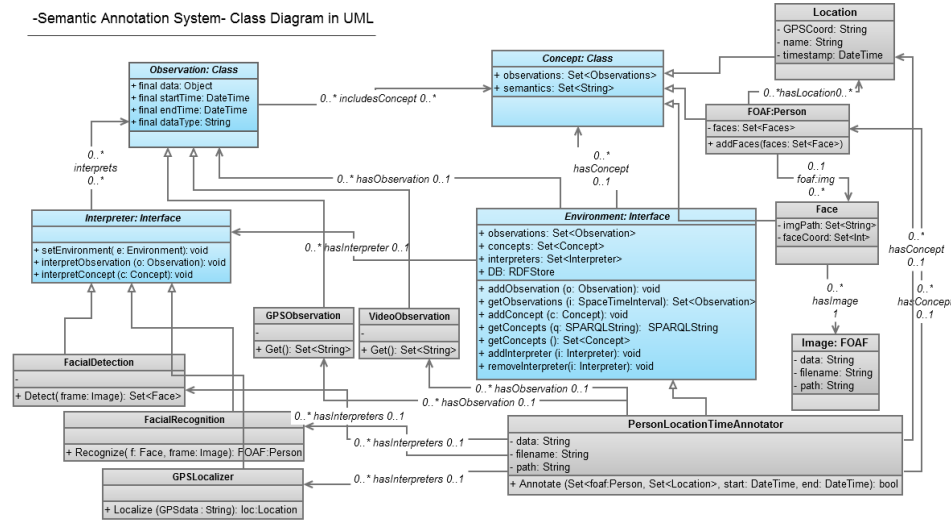 -Semantic Annotation System- Class Diagram in UML
Location
- GPSCoord: String
- name: String
- timestamp: DateTime
Observation: Class
+ final data: Object
+ final startTime: DateTime
+ final endTime: DateTime
+ final dataType: String
0..* includesConcept 0..*
Concept: Class
+ observations: Set<Observations>
+ semantics: Set<String>
0..*hasLocation0..*
FOAF:Person
- faces: Set<Faces>
+ addFaces(faces: Set<Face>)
0..*
interprets
0..*
0..* hasObservation 0..1
0..*
hasConcept
0..1
0..1
foaf:img
0..*
Interpreter: Interface
+ setEnvironment( e: Environment): void
+ interpretObservation (o: Observation): void
+ interpretConcept (c: Concept): void
0..* hasInterpreter 0..1
Environment: Interface
+ observations: Set<Observation>
+ concepts: Set<Concept>
+ interpreters: Set<Interpreter>
+ DB: RDFStore
+ addObservation (o: Observation): void
+ getObservations (i: SpaceTimeInterval): Set<Observation>
+ addConcept (c: Concept): void
+ getConcepts (q: SPARQLString): SPARQLString
+ getConcepts (): Set<Concept>
+ addInterpreter (i: Interpreter): void
+ removeInterpreter(i: Interpreter): void
Face
- imgPath: Set<String>
- faceCoord: Set<Int>
0..*
hasConcept
0..1
0..*
hasConcept
0..1
0..*
hasImage
1
GPSObservation
-
+ Get(): Set<String>
VideoObservation
-
+ Get(): Set<String>
Image: FOAF
- data: String
- filename: String
- path: String
FacialDetection
-
+ Detect( frame: Image): Set<Face>
0..* hasObservation 0..1
0..* hasObservation 0..1
FacialRecognition
-
+ Recognize( f: Face, frame: Image): FOAF:Person
0..* hasInterpreters 0..1
0..* hasInterpreters 0..1
PersonLocationTimeAnnotator
- data: String
- filename: String
- path: String
+ Annotate (Set<foaf:Person, Set<Location>, start: DateTime, end: DateTime): bool
GPSLocalizer
-
+ Localize (GPSdata : String): loc:Location
0..* hasInterpreters 0..1